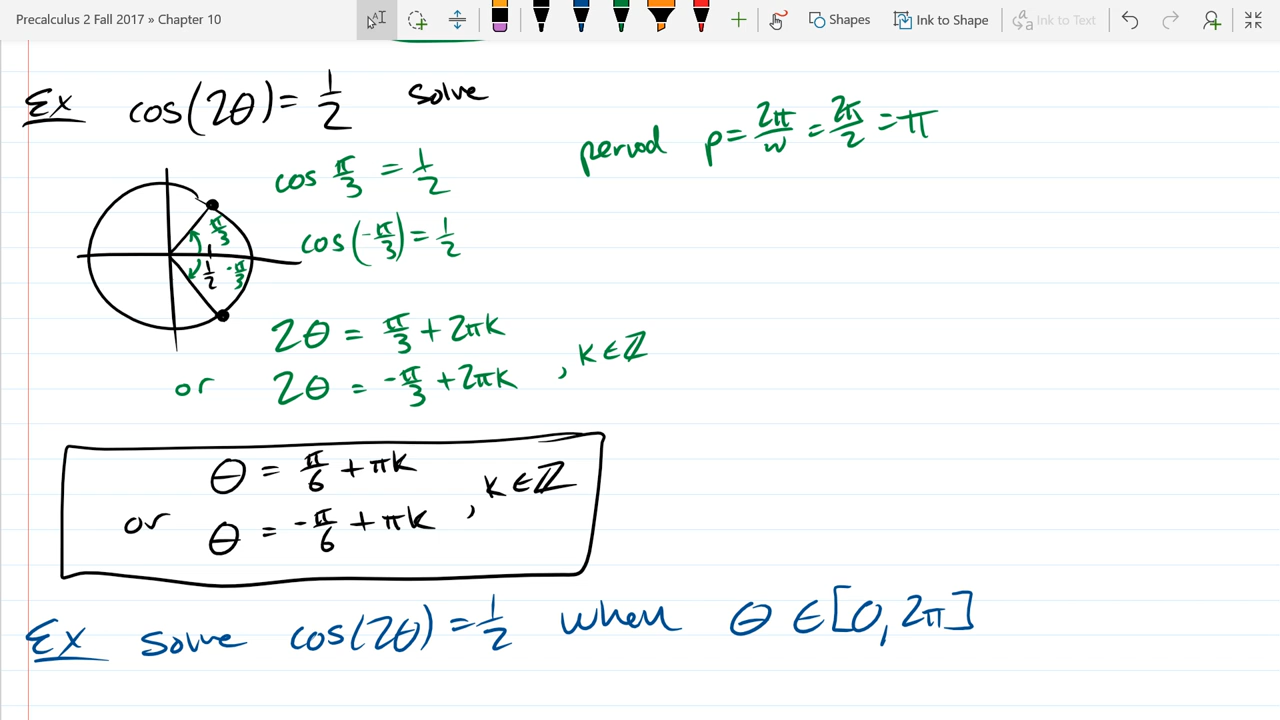 Precalculus 2 Fall 2017 » Chapter 10
Shapes
Ink to Shape
Ink to Text
Ex cos(2θ) = 1/2 solve
period p = 2π/w = 2π/2 = π
cos π/3 = 1/2
cos(-π/3) = 1/2
π/3
1/2 -π/3
2θ = π/3 + 2πk
or 2θ = -π/3 + 2πk , k ∈ ℤ
θ = π/6 + πk
or θ = -π/6 + πk , k ∈ ℤ
Ex solve cos(2θ) = 1/2 when θ ∈ [0, 2π]